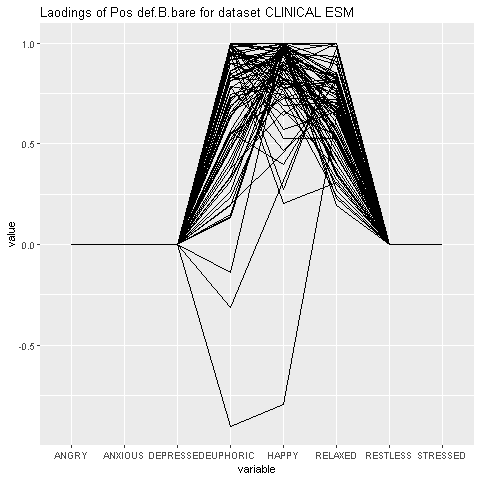 Laodings of Pos def.B.bare for dataset CLINICAL ESM
1.0
0.5
0.0
-0.5
value
ANGRY ANXIOUS DEPRESSEDEUPHORIC HAPPY RELAXED RESTLESS STRESSED
variable